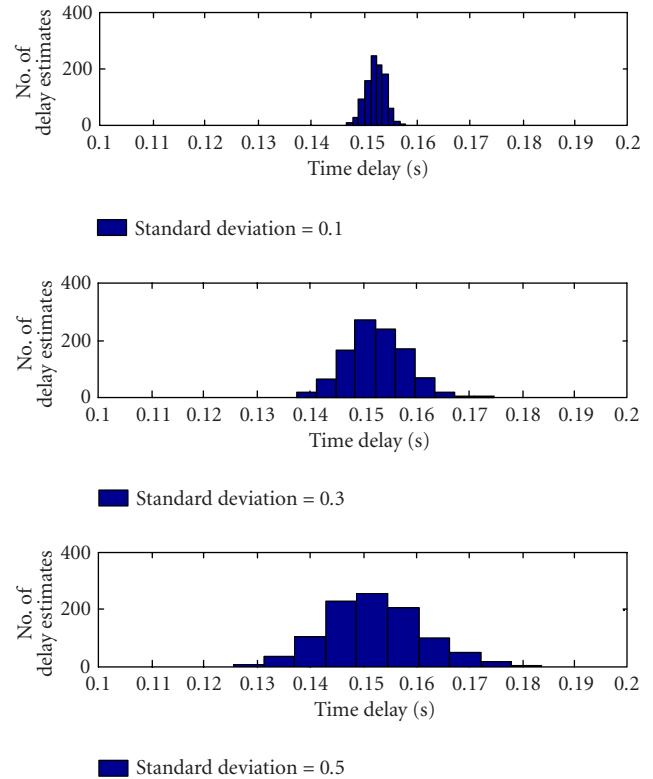 No. of
delay estimates
400
200
0
0.1 0.11 0.12 0.13 0.14 0.15 0.16 0.17 0.18 0.19 0.2
Time delay (s)
Standard deviation = 0.1
No. of
delay estimates
400
200
0
0.1 0.11 0.12 0.13 0.14 0.15 0.16 0.17 0.18 0.19 0.2
Time delay (s)
Standard deviation = 0.3
No. of
delay estimates
400
200
0
0.1 0.11 0.12 0.13 0.14 0.15 0.16 0.17 0.18 0.19 0.2
Time delay (s)
Standard deviation = 0.5